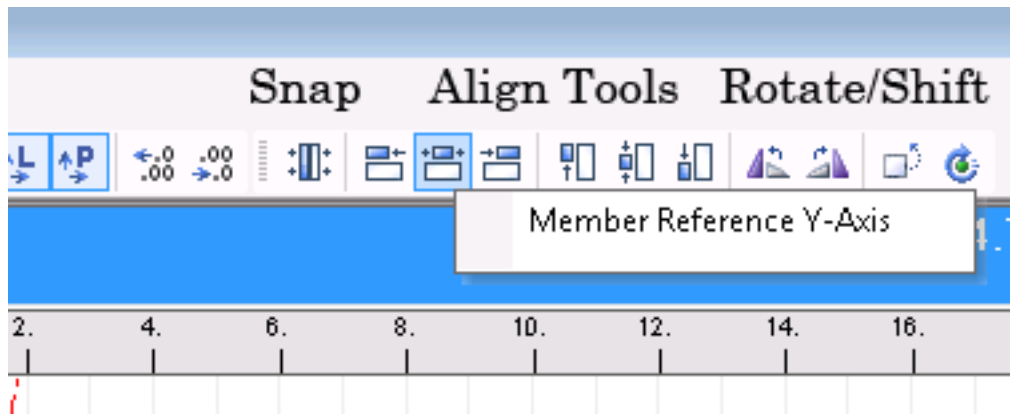 Snap Align Tools Rotate/Shift
L P .0 .00 .00 .0
Member Reference Y-Axis
4.
2. 4. 6. 8. 10. 12. 14. 16.